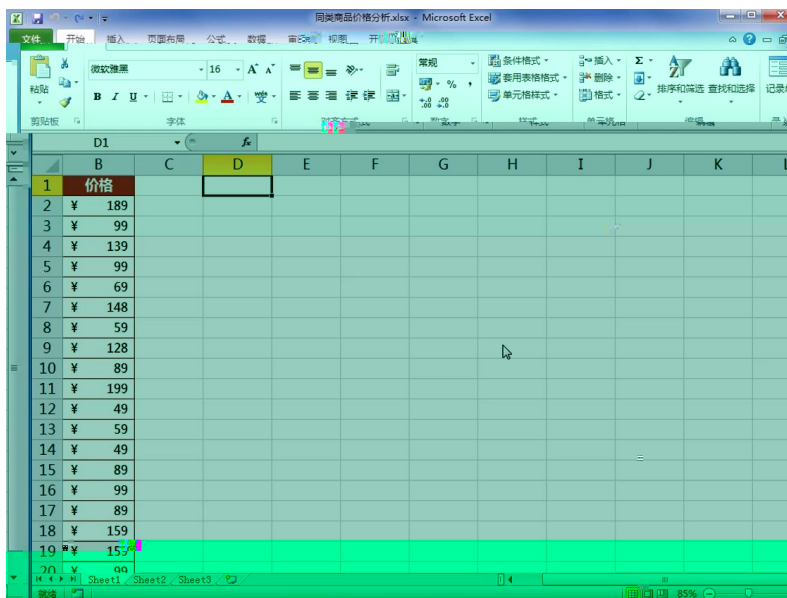 同类商品价格分析.xlsx - Microsoft Excel
文件 开始 插入 页面布局 公式 数据 视图
微软雅黑 16 A A 常规 条件格式 插入 Σ
粘贴 套用表格格式 删除 排序和筛选 查找和选择
B I U A % , 单元格样式 格式
剪贴板 字体
D1 fx
B C D E F G H I J K
1 价格
2 ¥ 189
3 ¥ 99
4 ¥ 139
5 ¥ 99
6 ¥ 69
7 ¥ 148
8 ¥ 59
9 ¥ 128
10 ¥ 89
11 ¥ 199
12 ¥ 49
13 ¥ 59
14 ¥ 49
15 ¥ 89
16 ¥ 99
17 ¥ 89
18 ¥ 159
19 ¥
20 ¥ 99
Sheet1 Sheet2 Sheet3
就绪 85%